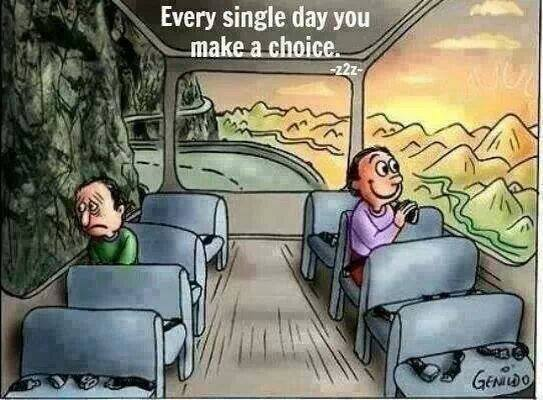 Every single day you
make a choice.
-z2z-
GENILDO